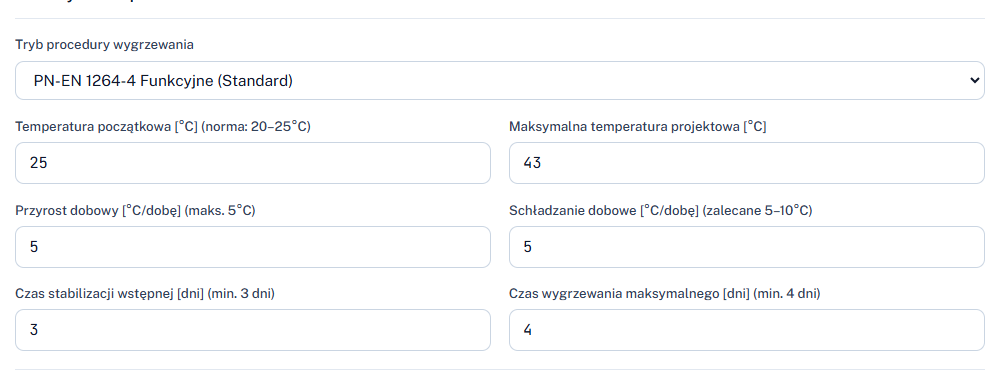 Tryb procedury wygrzewania
PN-EN 1264-4 Funkcyjne (Standard)
Temperatura początkowa [°C] (norma: 20–25°C)
Maksymalna temperatura projektowa [°C]
25
43
Przyrost dobowy [°C/dobę] (maks. 5°C)
Schładzanie dobowe [°C/dobę] (zalecane 5–10°C)
5
5
Czas stabilizacji wstępnej [dni] (min. 3 dni)
Czas wygrzewania maksymalnego [dni] (min. 4 dni)
3
4